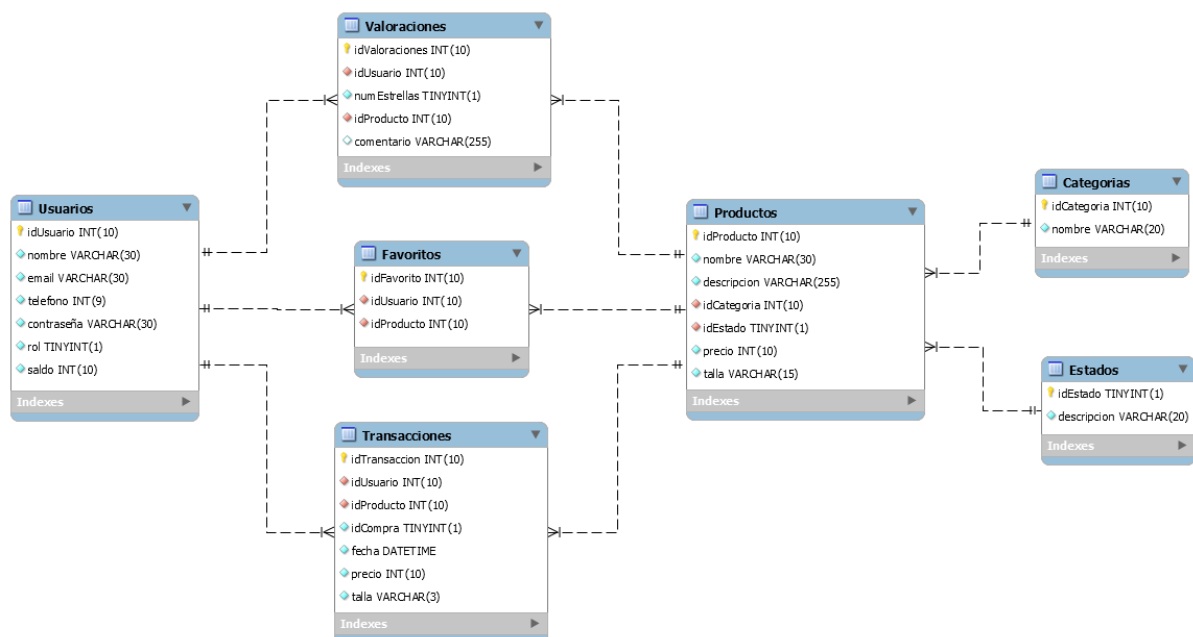 Valoraciones
idValoraciones INT(10)
idUsuario INT(10)
numEstrellas TINYINT(1)
idProducto INT(10)
comentario VARCHAR(255)
Indexes
Usuarios
idUsuario INT(10)
nombre VARCHAR(30)
email VARCHAR(30)
telefono INT(9)
contraseña VARCHAR(30)
rol TINYINT(1)
saldo INT(10)
Indexes
Favoritos
idFavorito INT(10)
idUsuario INT(10)
idProducto INT(10)
Indexes
Transacciones
idTransaccion INT(10)
idUsuario INT(10)
idProducto INT(10)
idCompra TINYINT(1)
fecha DATETIME
precio INT(10)
talla VARCHAR(3)
Indexes
Productos
idProducto INT(10)
nombre VARCHAR(30)
descripcion VARCHAR(255)
idCategoria INT(10)
idEstado TINYINT(1)
precio INT(10)
talla VARCHAR(15)
Indexes
Categorias
idCategoria INT(10)
nombre VARCHAR(20)
Indexes
Estados
idEstado TINYINT(1)
descripcion VARCHAR(20)
Indexes